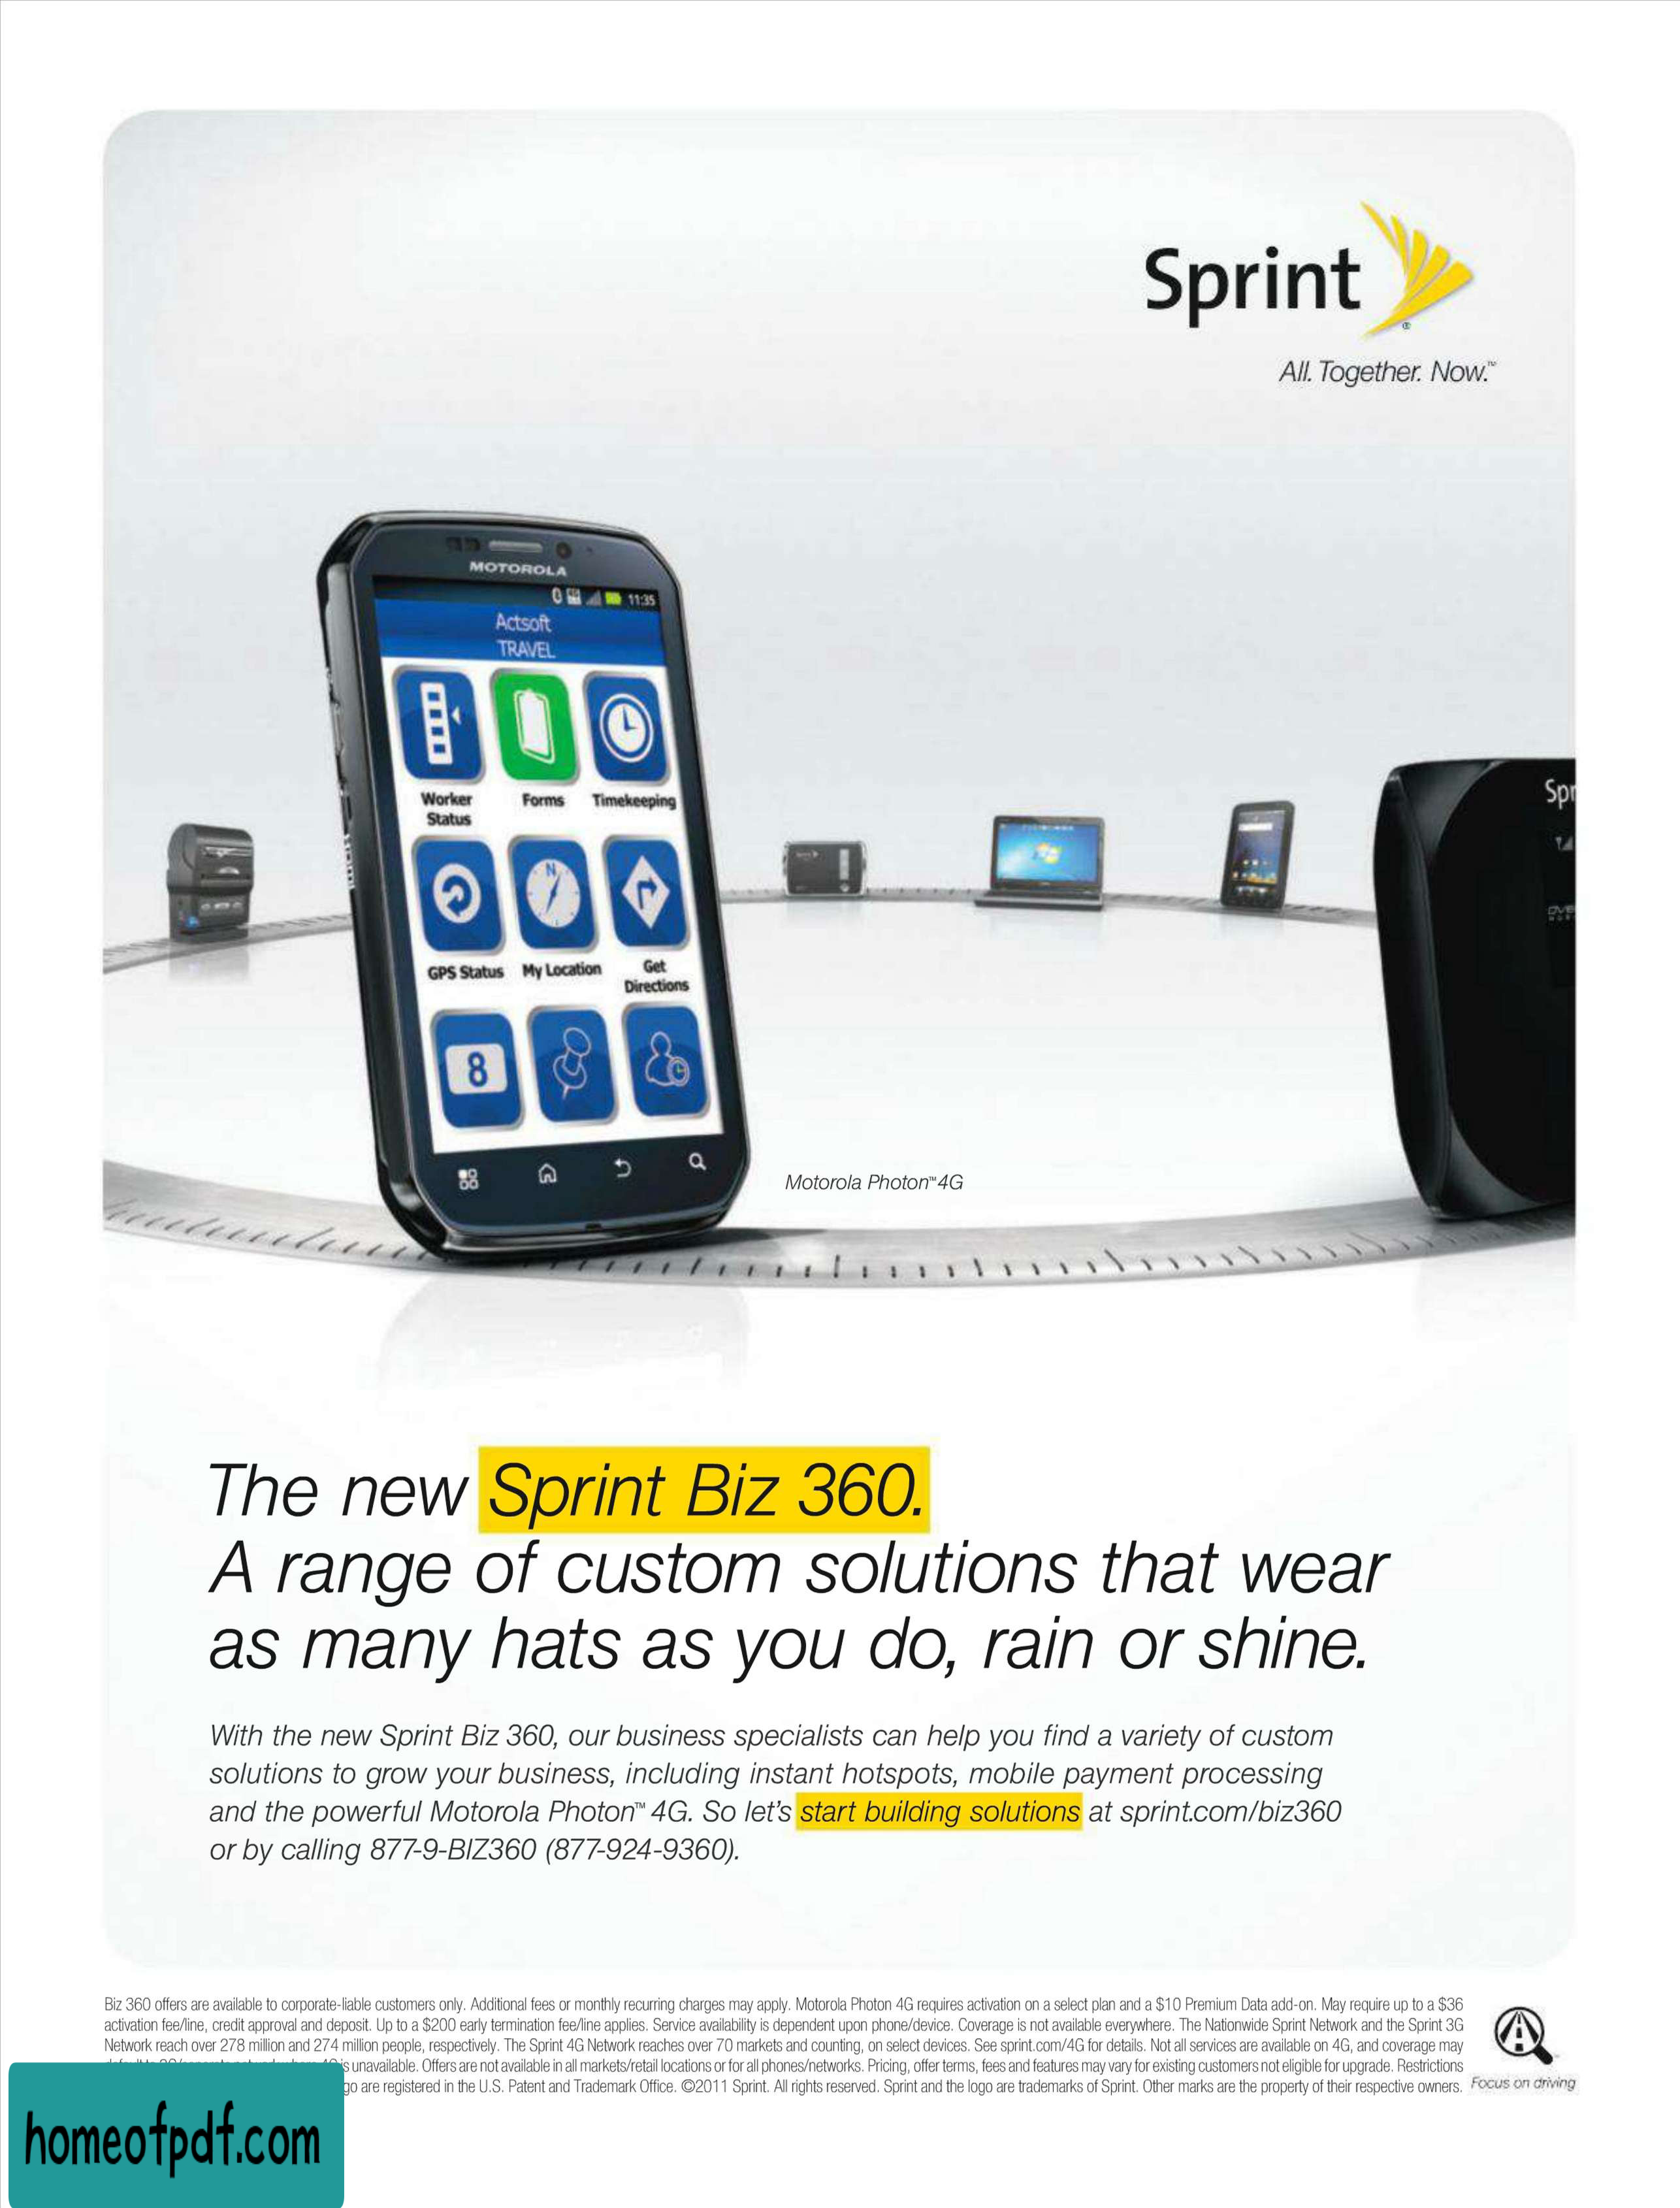 Sprint
®
All. Together. Now.™
MOTOROLA
11:35
Actsoft
TRAVEL
Worker Status
Forms
Timekeeping
N
GPS Status
My Location
Get Directions
8
Spr
Motorola Photon™ 4G
The new Sprint Biz 360.
A range of custom solutions that wear
as many hats as you do, rain or shine.
With the new Sprint Biz 360, our business specialists can help you find a variety of custom
solutions to grow your business, including instant hotspots, mobile payment processing
and the powerful Motorola Photon™ 4G. So let's start building solutions at sprint.com/biz360
or by calling 877-9-BIZ360 (877-924-9360).
Biz 360 offers are available to corporate-liable customers only. Additional fees or monthly recurring charges may apply. Motorola Photon 4G requires activation on a select plan and a $10 Premium Data add-on. May require up to a $36
activation fee/line, credit approval and deposit. Up to a $200 early termination fee/line applies. Service availability is dependent upon phone/device. Coverage is not available everywhere. The Nationwide Sprint Network and the Sprint 3G
Network reach over 278 million and 274 million people, respectively. The Sprint 4G Network reaches over 70 markets and counting, on select devices. See sprint.com/4G for details. Not all services are available on 4G, and coverage may
is unavailable. Offers are not available in all markets/retail locations or for all phones/networks. Pricing, offer terms, fees and features may vary for existing customers not eligible for upgrade. Restrictions
go are registered in the U.S. Patent and Trademark Office. ©2011 Sprint. All rights reserved. Sprint and the logo are trademarks of Sprint. Other marks are the property of their respective owners.
Focus on driving
homeofpdf.com